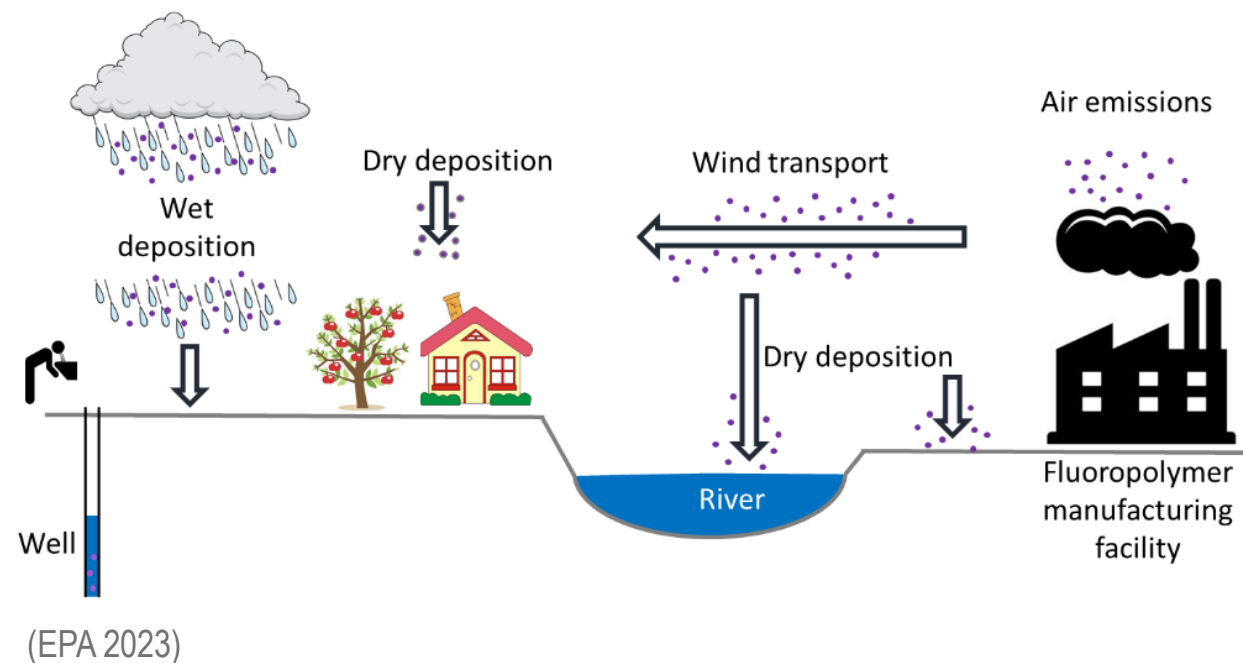 Air emissions
Dry deposition
Wind transport
Wet
deposition
Dry deposition
Fluoropolymer
manufacturing
facility
River
Well
(EPA 2023)